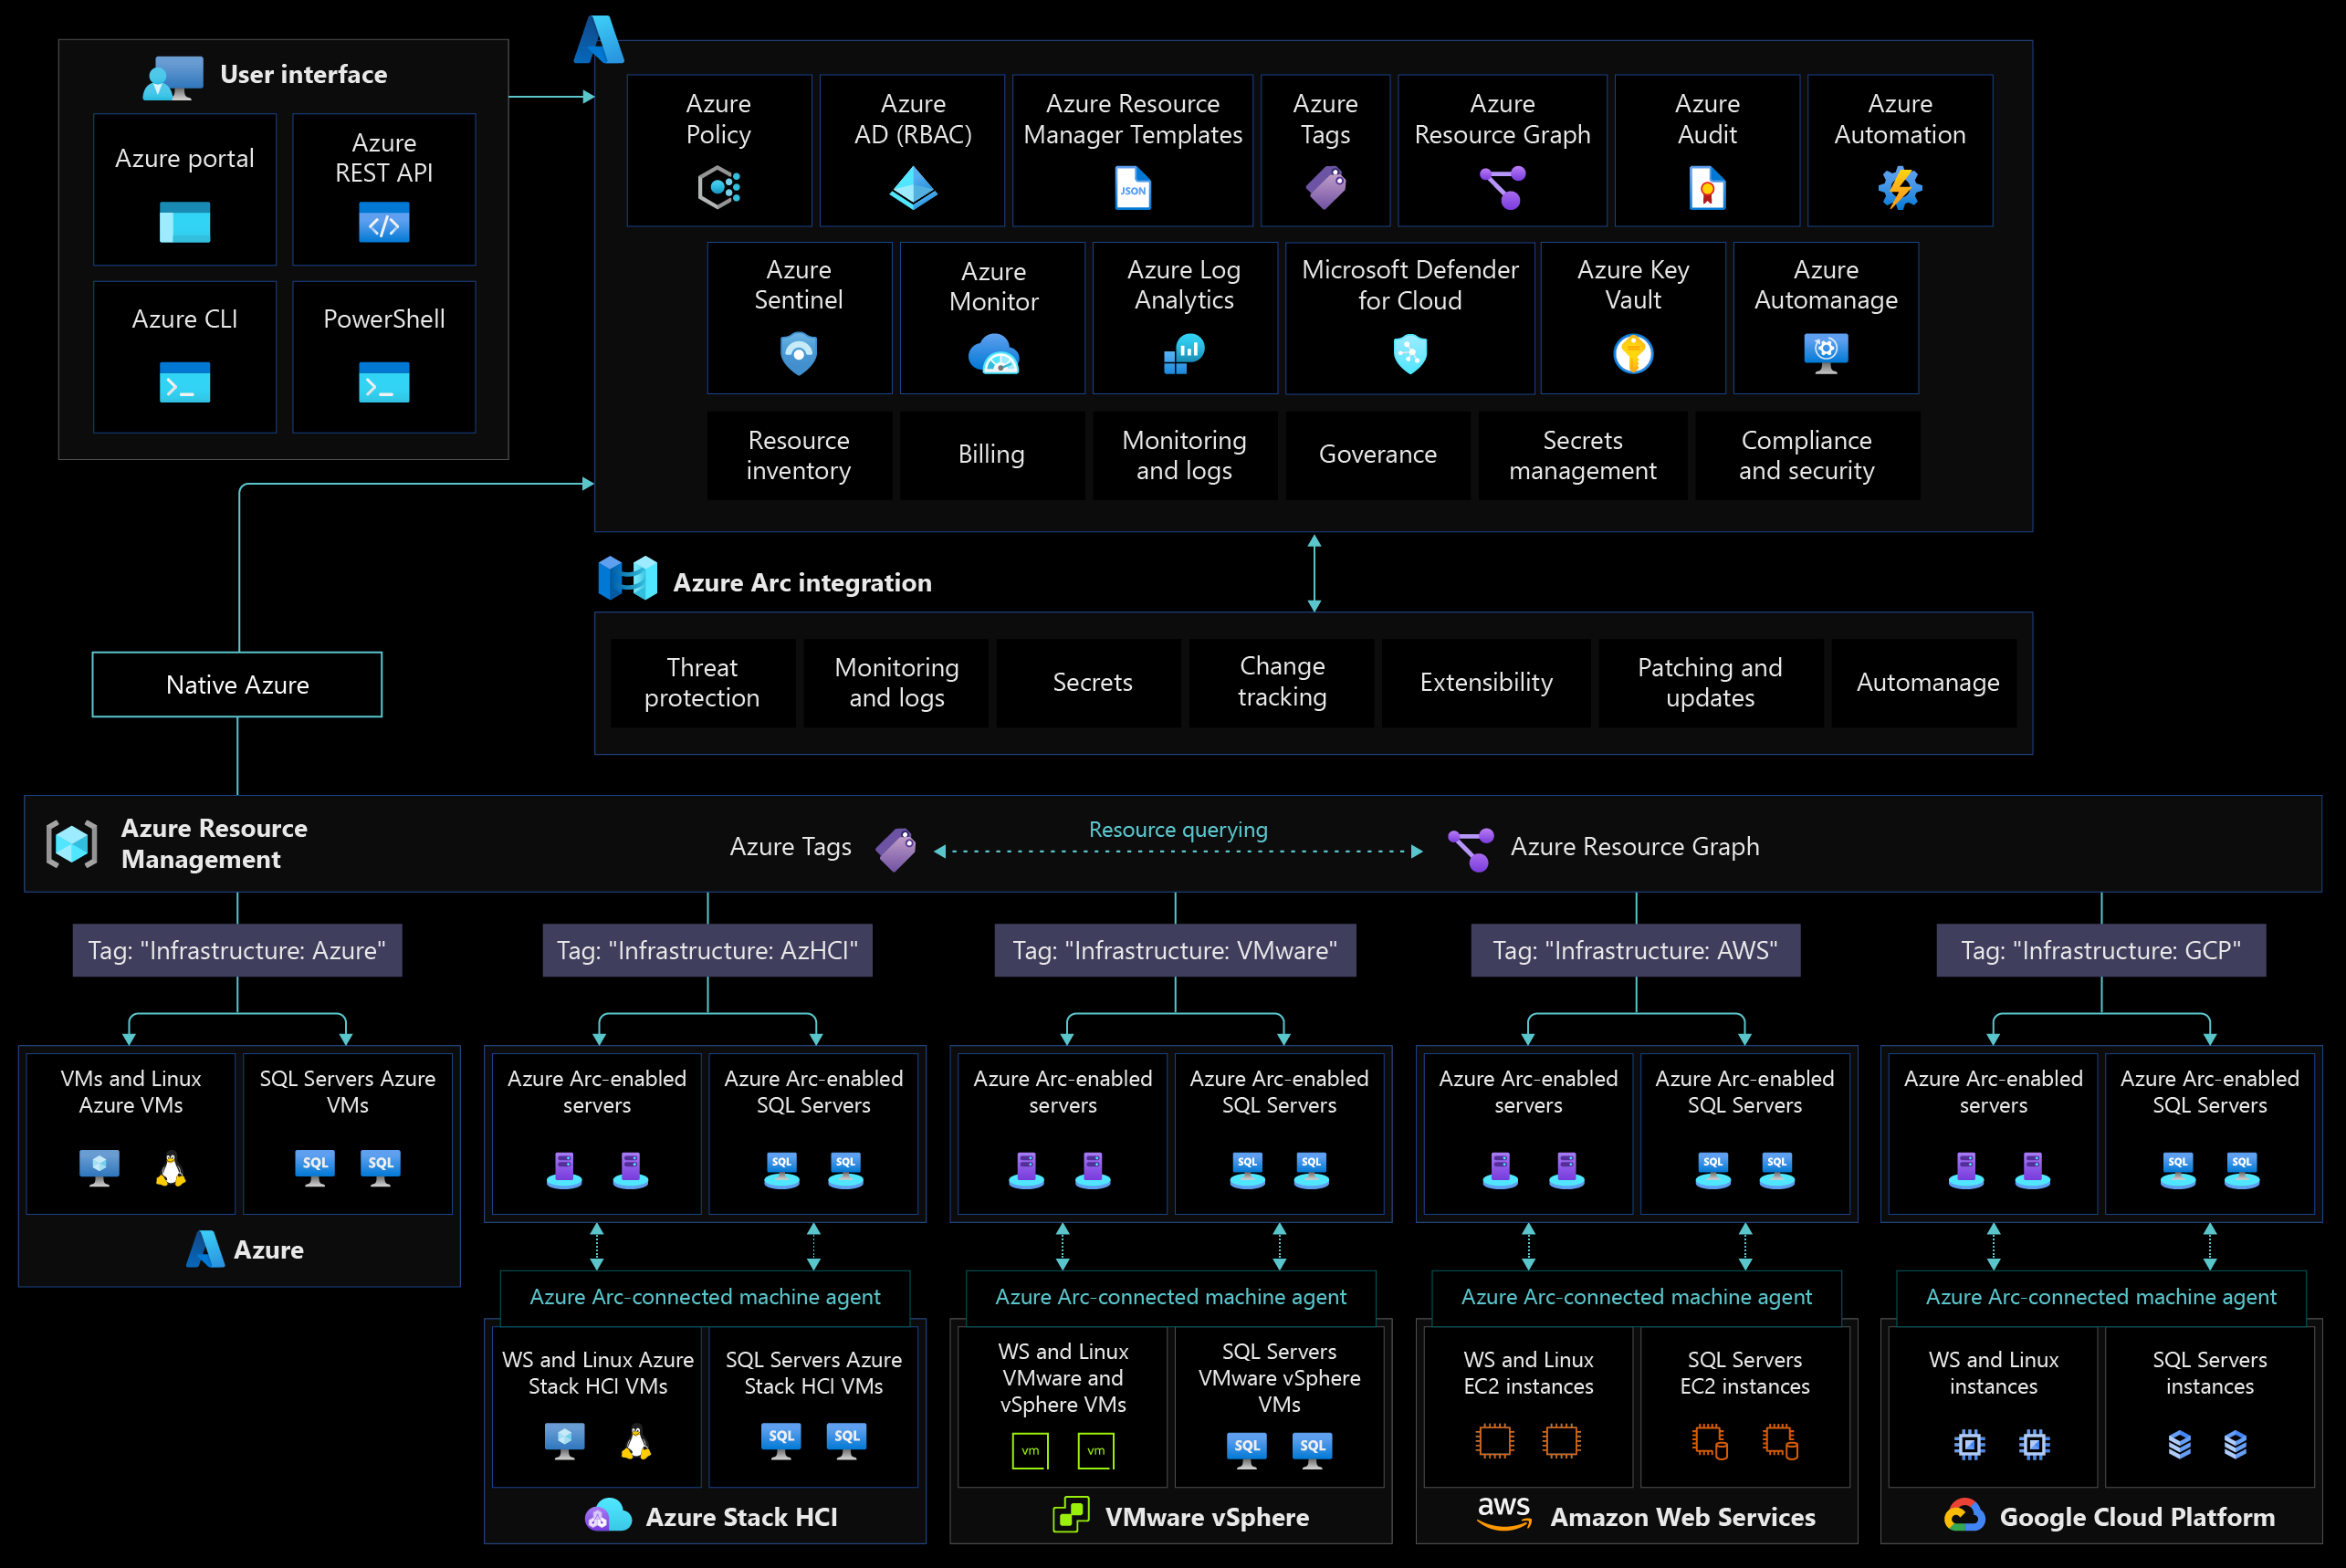 User interface
Azure portal
Azure
REST API
Azure CLI
PowerShell
Azure
Policy
Azure
AD (RBAC)
Azure Resource
Manager Templates
JSON
Azure
Tags
Azure
Resource Graph
Azure
Audit
Azure
Automation
Azure
Sentinel
Azure
Monitor
Azure Log
Analytics
Microsoft Defender
for Cloud
Azure Key
Vault
Azure
Automanage
Resource
inventory
Billing
Monitoring
and logs
Goverance
Secrets
management
Compliance
and security
Azure Arc integration
Threat
protection
Monitoring
and logs
Secrets
Change
tracking
Extensibility
Patching and
updates
Automanage
Native Azure
Azure Resource
Management
Azure Tags
Resource querying
Azure Resource Graph
Tag: "Infrastructure: Azure"
Tag: "Infrastructure: AzHCI"
Tag: "Infrastructure: VMware"
Tag: "Infrastructure: AWS"
Tag: "Infrastructure: GCP"
VMs and Linux
Azure VMs
SQL Servers Azure
VMs
SQL SQL
Azure
Azure Arc-enabled
servers
Azure Arc-enabled
SQL Servers
SQL SQL
Azure Arc-connected machine agent
WS and Linux Azure
Stack HCI VMs
SQL Servers Azure
Stack HCI VMs
SQL SQL
Azure Stack HCI
Azure Arc-enabled
servers
Azure Arc-enabled
SQL Servers
SQL SQL
Azure Arc-connected machine agent
WS and Linux
VMware and
vSphere VMs
vm vm
SQL Servers
VMware vSphere
VMs
SQL SQL
VMware vSphere
Azure Arc-enabled
servers
Azure Arc-enabled
SQL Servers
SQL SQL
Azure Arc-connected machine agent
WS and Linux
EC2 instances
SQL Servers
EC2 instances
aws
Amazon Web Services
Azure Arc-enabled
servers
Azure Arc-enabled
SQL Servers
SQL SQL
Azure Arc-connected machine agent
WS and Linux
instances
SQL Servers
instances
Google Cloud Platform